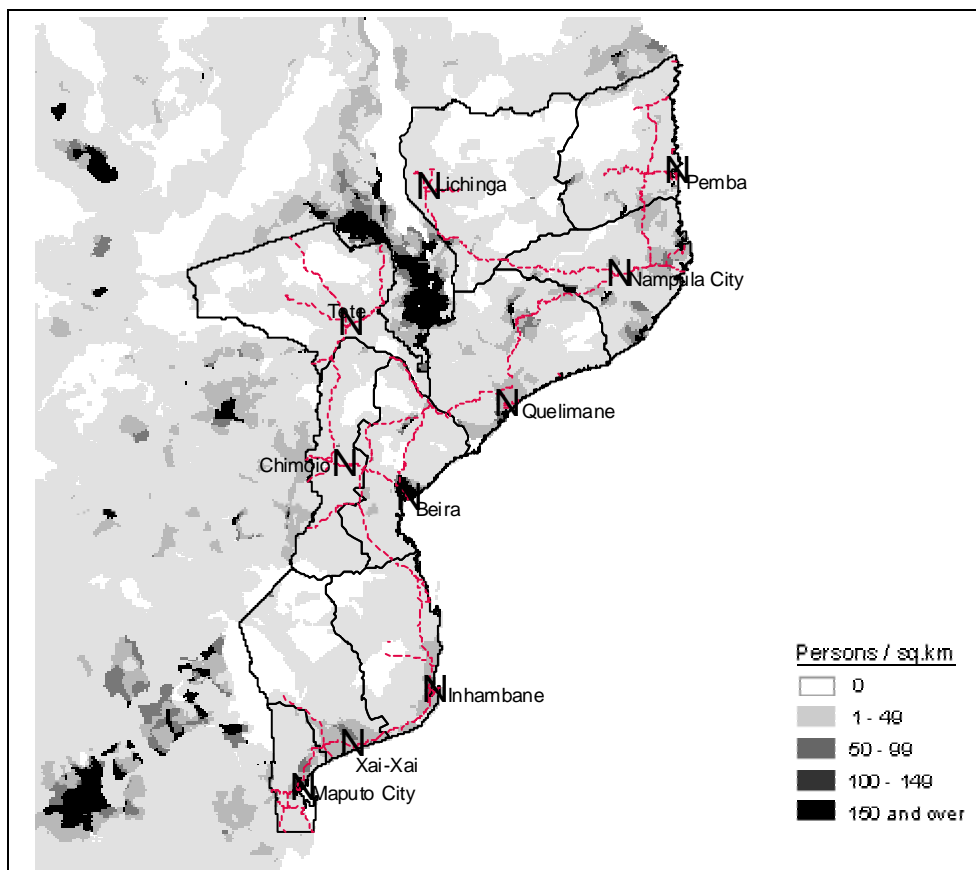 N Pemba
N Lichinga
N Nampula City
Tete
N
N Quelimane
Chimoio N
N Beira
Persons / sq.km
0
1 - 49
50 - 99
100 - 149
150 and over
N Inhambane
N
Xai-Xai
N Maputo City